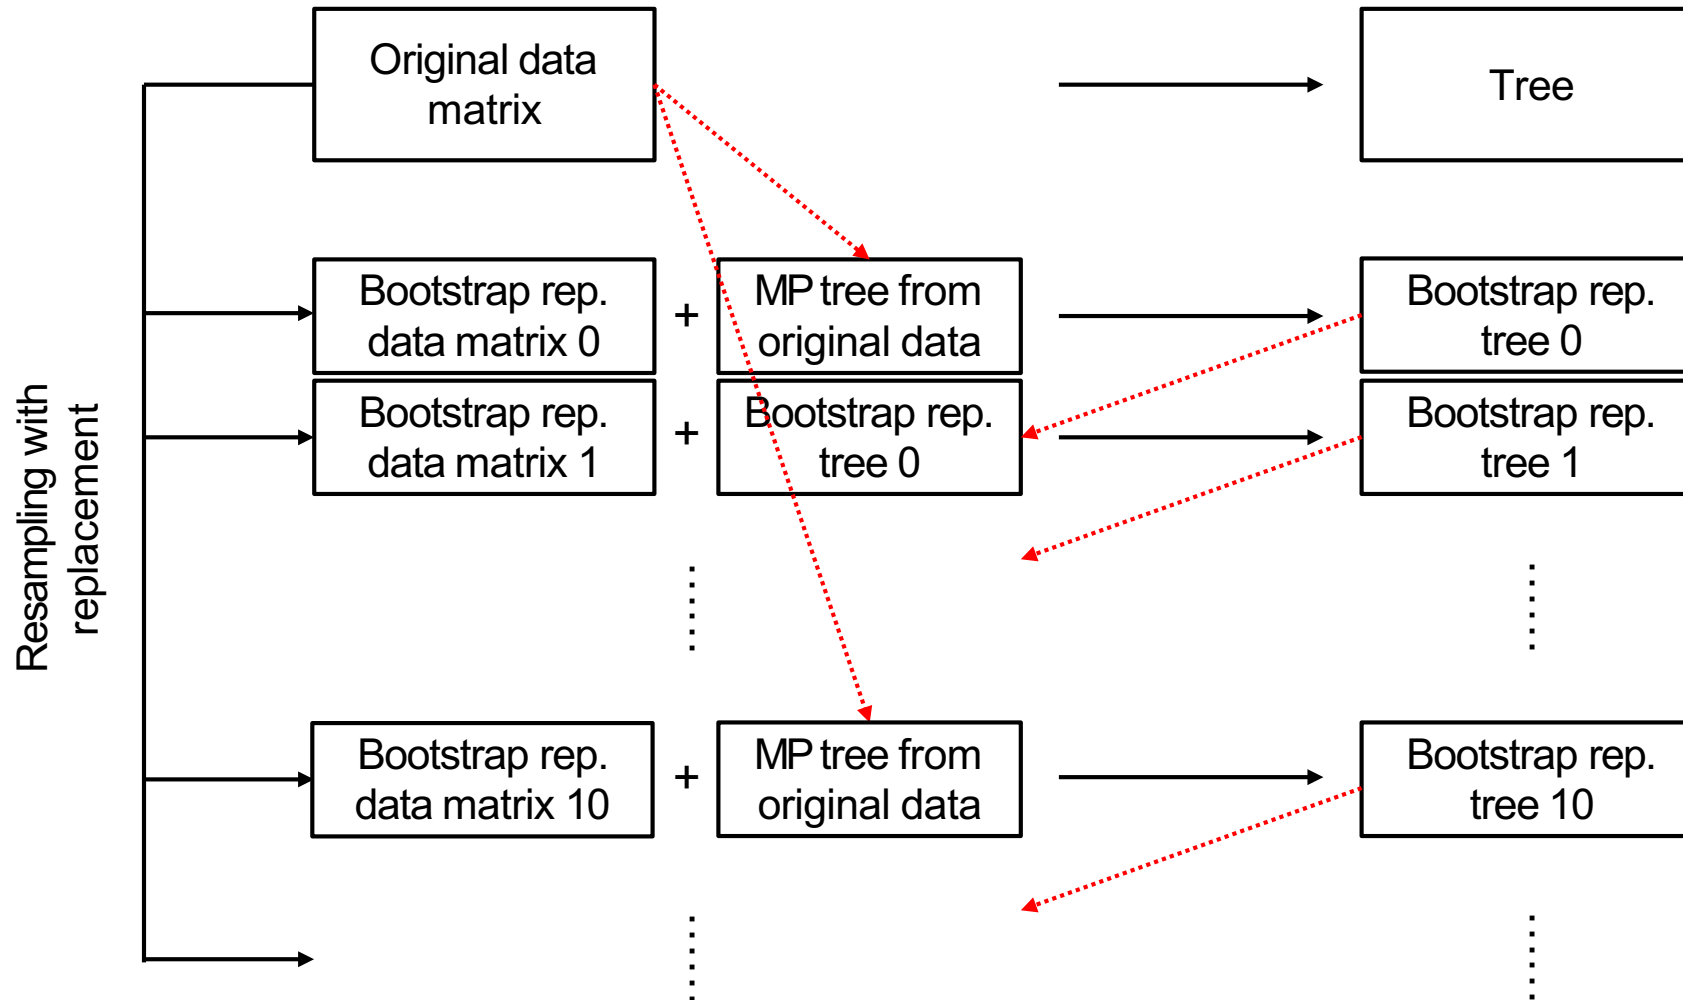 Original data
matrix
Tree
Resampling with
replacement
Bootstrap rep.
data matrix 0
+
MP tree from
original data
Bootstrap rep.
tree 0
Bootstrap rep.
data matrix 1
+
Bootstrap rep.
tree 0
Bootstrap rep.
tree 1
Bootstrap rep.
data matrix 10
+
MP tree from
original data
Bootstrap rep.
tree 10